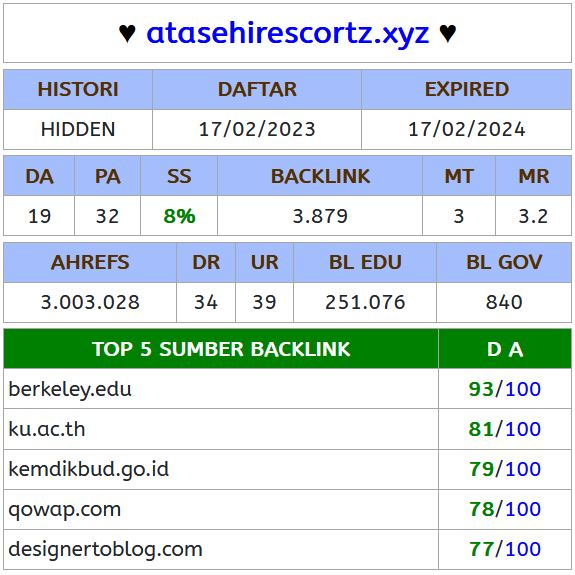 ♥ atasehirescortz.xyz ♥
HISTORI DAFTAR EXPIRED
HIDDEN 17/02/2023 17/02/2024
DA PA SS BACKLINK MT MR
19 32 8% 3.879 3 3.2
AHREFS DR UR BL EDU BL GOV
3.003.028 34 39 251.076 840
TOP 5 SUMBER BACKLINK D A
berkeley.edu 93/100
ku.ac.th 81/100
kemdikbud.go.id 79/100
qowap.com 78/100
designertoblog.com 77/100